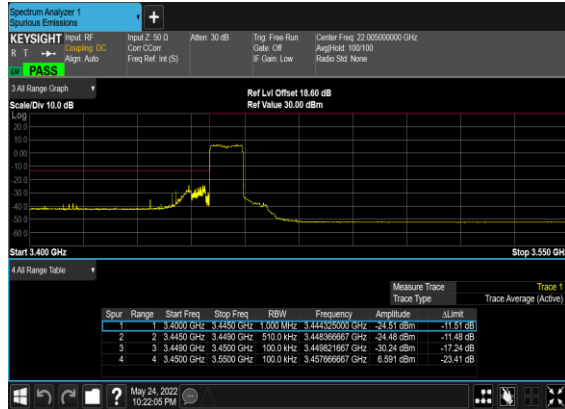 Spectrum Analyzer 1
Spurious Emissions
+
KEYSIGHT Input: RF Input Z: 50 Ω Atten: 30 dB Trig: Free Run Center Freq: 22.005000000 GHz
R T Coupling: DC Corr CCorr Gate: Off Avg|Hold: 100/100
Align: Auto Freq Ref: Int (S) IF Gain: Low Radio Std: None
PASS
3 All Range Graph
Ref Lvl Offset 18.60 dB
Scale/Div 10.0 dB Ref Value 30.00 dBm
Log
20.0
10.0
0.00
-10.0
-20.0
-30.0
-40.0
-50.0
-60.0
Start 3.400 GHz Stop 3.550 GH
4 All Range Table
Measure Trace Trace 1
Trace Type Trace Average (Active)
Spur Range Start Freq Stop Freq RBW Frequency Amplitude ΔLimit
1 1 3.4000 GHz 3.4450 GHz 1.000 MHz 3.444325000 GHz -24.51 dBm -11.51 dB
2 2 3.4450 GHz 3.4490 GHz 510.0 kHz 3.448366667 GHz -24.48 dBm -11.48 dB
3 3 3.4490 GHz 3.4500 GHz 100.0 kHz 3.449821667 GHz -30.24 dBm -17.24 dB
4 4 3.4500 GHz 3.5500 GHz 100.0 kHz 3.457666667 GHz 6.591 dBm -23.41 dB
?
May 24, 2022
10:22:05 PM